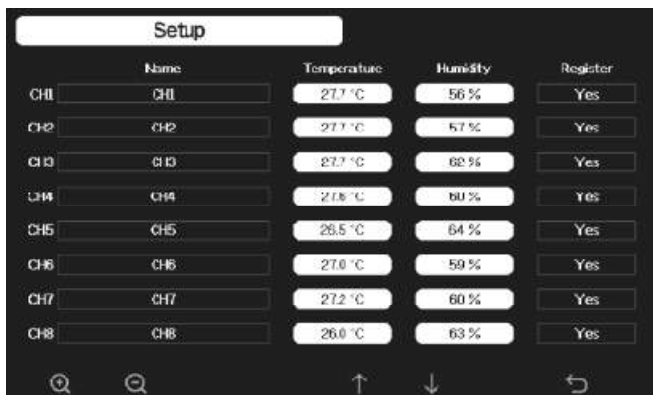 Setup
Name Temperature Humidity Register
CH1 CH1 27.7 °C 56 % Yes
CH2 CH2 27.7 °C 57 % Yes
CH3 CH3 27.7 °C 62 % Yes
CH4 CH4 27.6 °C 60 % Yes
CH5 CH5 26.5 °C 64 % Yes
CH6 CH6 27.0 °C 59 % Yes
CH7 CH7 27.2 °C 60 % Yes
CH8 CH8 26.0 °C 63 % Yes